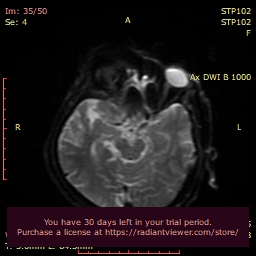 Im: 35/50
Se: 4
A
STP102
STP102
F
Ax DWI B 1000
R
L
You have 30 days left in your trial period.
Purchase a license at https://radiantviewer.com/store/